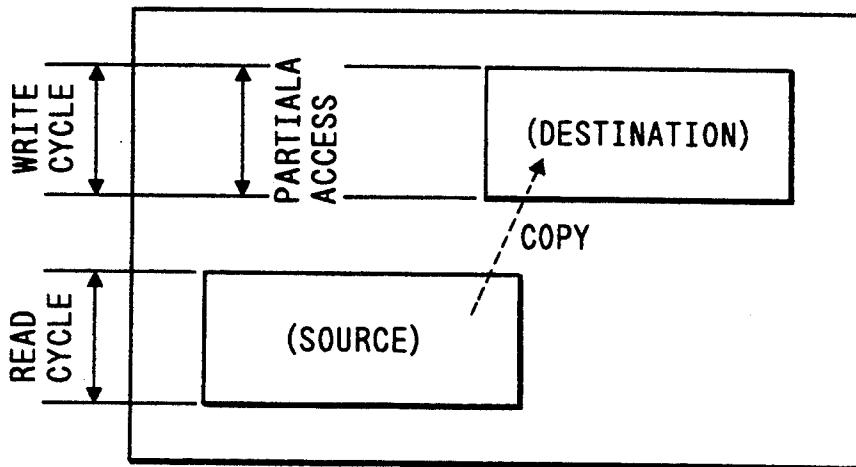 WRITE
CYCLE
PARTIALA
ACCESS
(DESTINATION)
COPY
READ
CYCLE
(SOURCE)